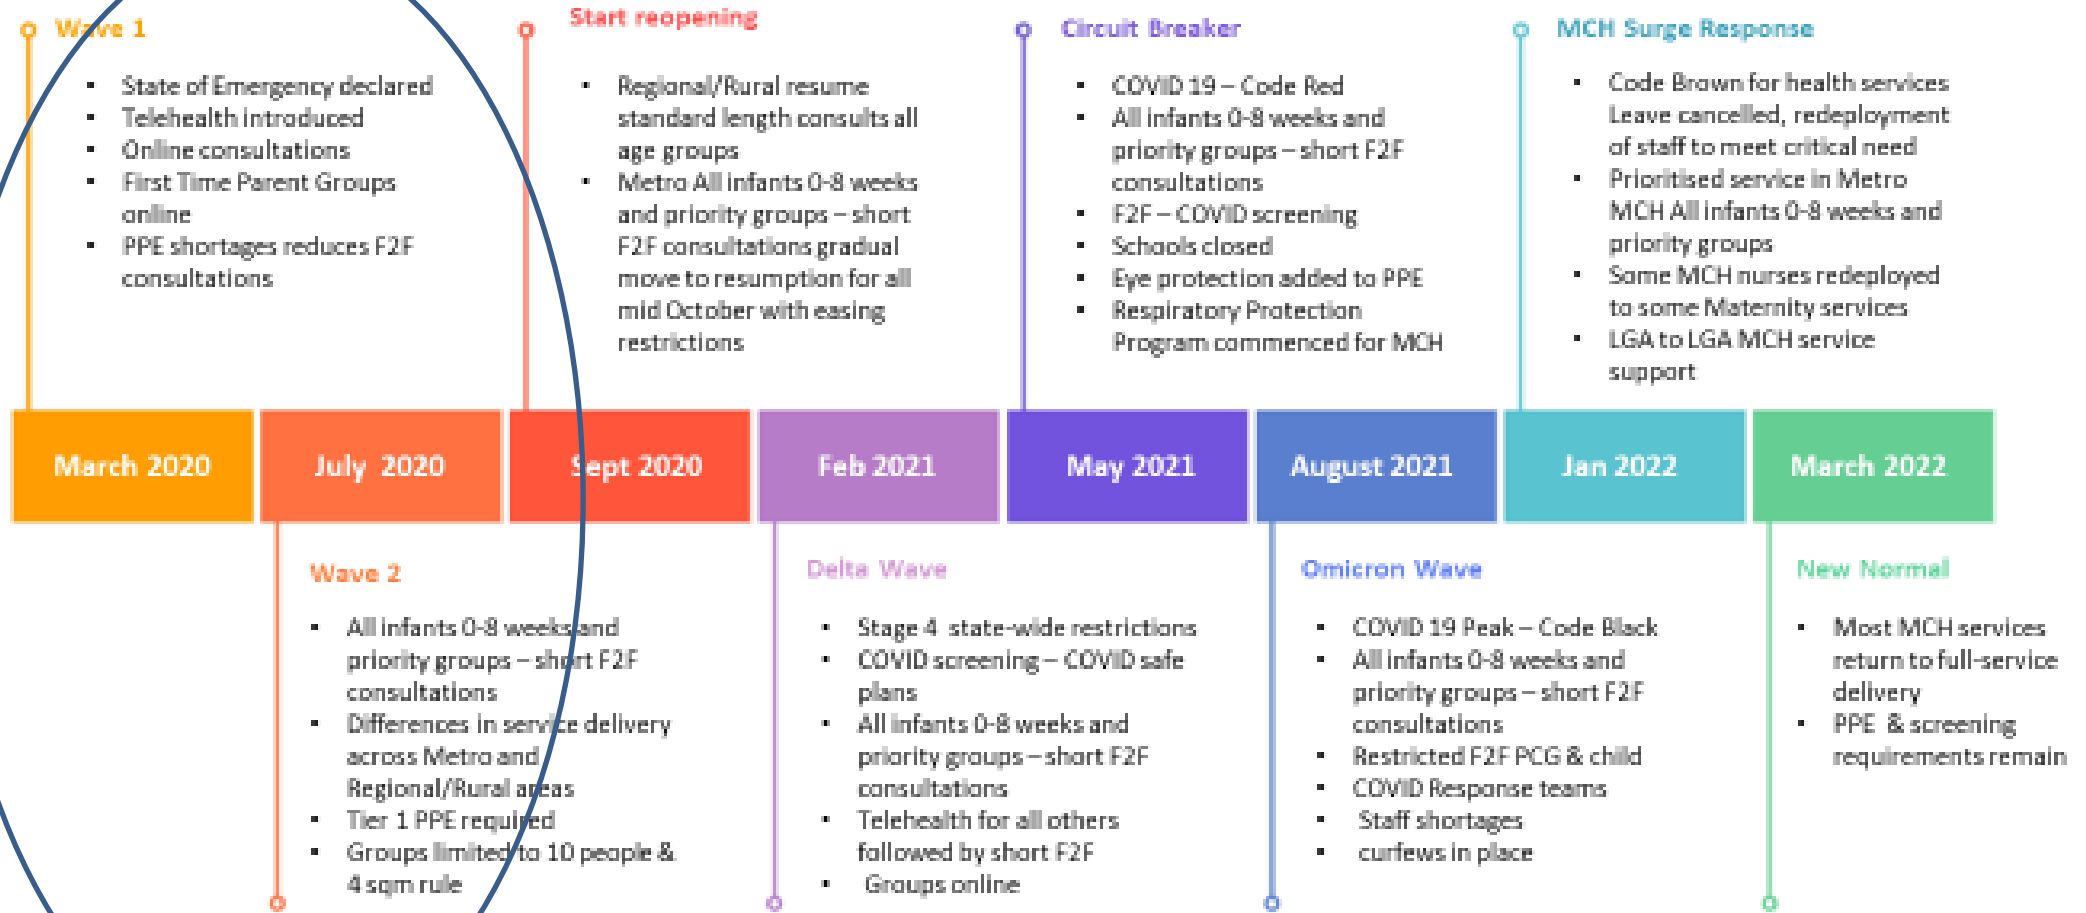 Wave 1
▪ State of Emergency declared
▪ Telehealth introduced
▪ Online consultations
▪ First Time Parent Groups
online
▪ PPE shortages reduces F2F
consultations
Start reopening
▪ Regional/Rural resume
standard length consults all
age groups
▪ Metro All infants 0-8 weeks
and priority groups – short
F2F consultations gradual
move to resumption for all
mid October with easing
restrictions
Circuit Breaker
▪ COVID 19 – Code Red
▪ All infants 0-8 weeks and
priority groups – short F2F
consultations
▪ F2F – COVID screening
▪ Schools closed
▪ Eye protection added to PPE
▪ Respiratory Protection
Program commenced for MCH
MCH Surge Response
▪ Code Brown for health services
Leave cancelled, redeployment
of staff to meet critical need
▪ Prioritised service in Metro
MCH All infants 0-8 weeks and
priority groups
▪ Some MCH nurses redeployed
to some Maternity services
▪ LGA to LGA MCH service
support
March 2020
July 2020
Sept 2020
Feb 2021
May 2021
August 2021
Jan 2022
March 2022
Wave 2
▪ All infants 0-8 weeks and
priority groups – short F2F
consultations
▪ Differences in service delivery
across Metro and
Regional/Rural areas
▪ Tier 1 PPE required
▪ Groups limited to 10 people &
4 sqm rule
Delta Wave
▪ Stage 4 state-wide restrictions
▪ COVID screening – COVID safe
plans
▪ All infants 0-8 weeks and
priority groups – short F2F
consultations
▪ Telehealth for all others
followed by short F2F
▪ Groups online
Omicron Wave
▪ COVID 19 Peak – Code Black
▪ All infants 0-8 weeks and
priority groups – short F2F
consultations
▪ Restricted F2F PCG & child
▪ COVID Response teams
▪ Staff shortages
▪ curfews in place
New Normal
▪ Most MCH services
return to full-service
delivery
▪ PPE & screening
requirements remain